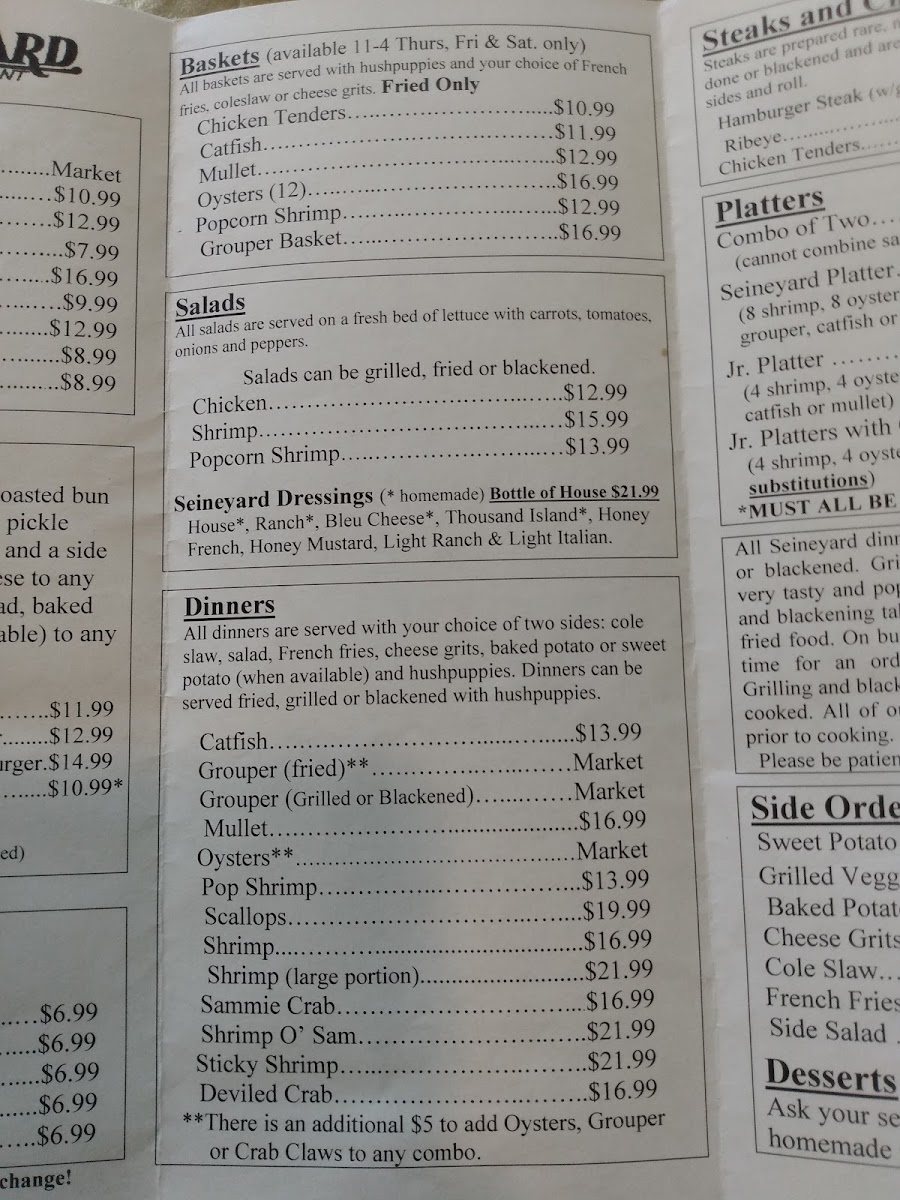 ARD
NT
Market
$10.99
$12.99
$7.99
$16.99
$9.99
$12.99
$8.99
$8.99
oasted bun
pickle
and a side
ese to any
ad, baked
able) to any
$11.99
$12.99
urger.$14.99
$10.99*
ed)
$6.99
$6.99
$6.99
$6.99
$6.99
change!
Baskets (available 11-4 Thurs, Fri & Sat. only)
All baskets are served with hushpuppies and your choice of French
fries, coleslaw or cheese grits. Fried Only
Chicken Tenders.....$10.99
Catfish.....$11.99
Mullet.....$12.99
Oysters (12).....$16.99
Popcorn Shrimp.....$12.99
Grouper Basket.....$16.99
Salads
All salads are served on a fresh bed of lettuce with carrots, tomatoes,
onions and peppers.
Salads can be grilled, fried or blackened.
Chicken.....$12.99
Shrimp.....$15.99
Popcorn Shrimp.....$13.99
Seineyard Dressings (* homemade) Bottle of House $21.99
House*, Ranch*, Bleu Cheese*, Thousand Island*, Honey
French, Honey Mustard, Light Ranch & Light Italian.
Dinners
All dinners are served with your choice of two sides: cole
slaw, salad, French fries, cheese grits, baked potato or sweet
potato (when available) and hushpuppies. Dinners can be
served fried, grilled or blackened with hushpuppies.
Catfish.....$13.99
Grouper (fried)**.....Market
Grouper (Grilled or Blackened).....Market
Mullet.....$16.99
Oysters**.....Market
Pop Shrimp.....$13.99
Scallops.....$19.99
Shrimp.....$16.99
Shrimp (large portion).....$21.99
Sammie Crab.....$16.99
Shrimp O' Sam.....$21.99
Sticky Shrimp.....$21.99
Deviled Crab.....$16.99
**There is an additional $5 to add Oysters, Grouper
or Crab Claws to any combo.
Steaks and C
Steaks are prepared rare, m
done or blackened and are
sides and roll.
Hamburger Steak (w/g
Ribeye.....
Chicken Tenders.....
Platters
Combo of Two...
(cannot combine sa
Seineyard Platter.
(8 shrimp, 8 oyster
grouper, catfish or
Jr. Platter ........
(4 shrimp, 4 oyste
catfish or mullet)
Jr. Platters with
(4 shrimp, 4 oyste
substitutions)
*MUST ALL BE
All Seineyard dinn
or blackened. Gri
very tasty and pop
and blackening tal
fried food. On bu
time for an ord
Grilling and black
cooked. All of o
prior to cooking.
Please be patien
Side Orde
Sweet Potato
Grilled Vegg
Baked Potat
Cheese Grits
Cole Slaw...
French Fries
Side Salad .
Desserts
Ask your se
homemade